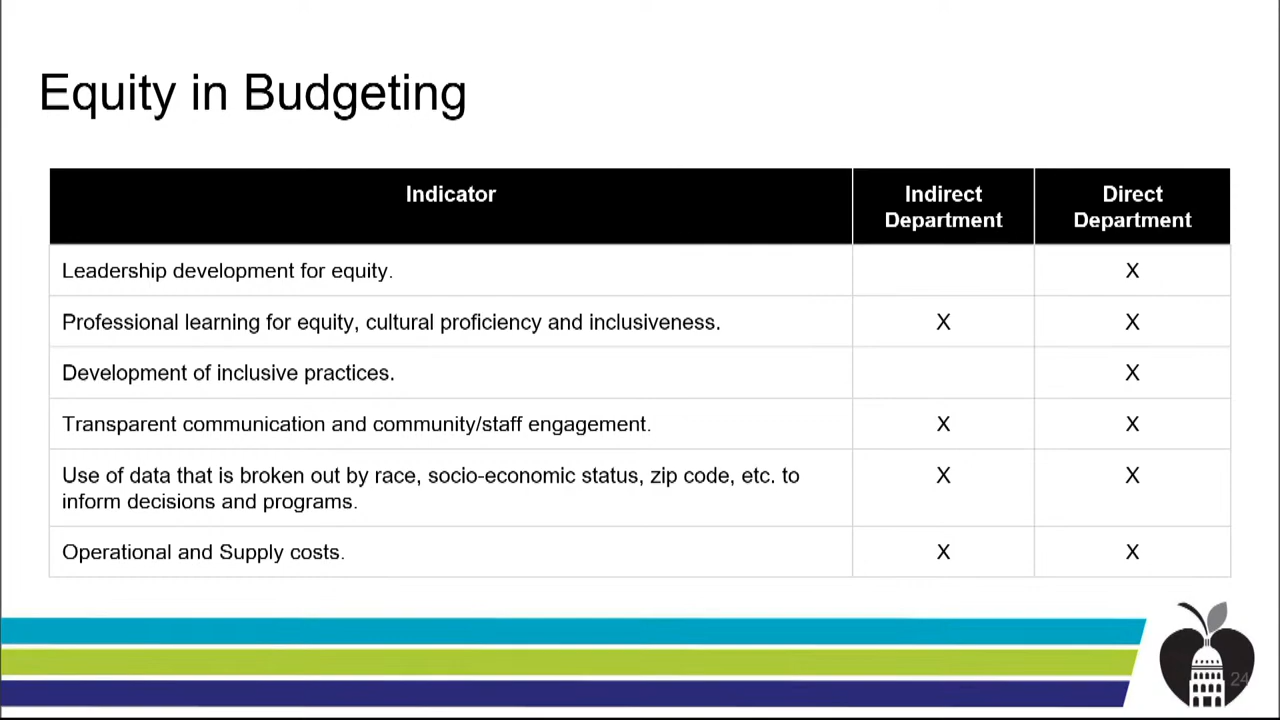 Equity in Budgeting
Indicator
Indirect
Department
Direct
Department
Leadership development for equity.
X
Professional learning for equity, cultural proficiency and inclusiveness.
X
X
Development of inclusive practices.
X
Transparent communication and community/staff engagement.
X
X
Use of data that is broken out by race, socio-economic status, zip code, etc. to
inform decisions and programs.
X
X
Operational and Supply costs.
X
X
24